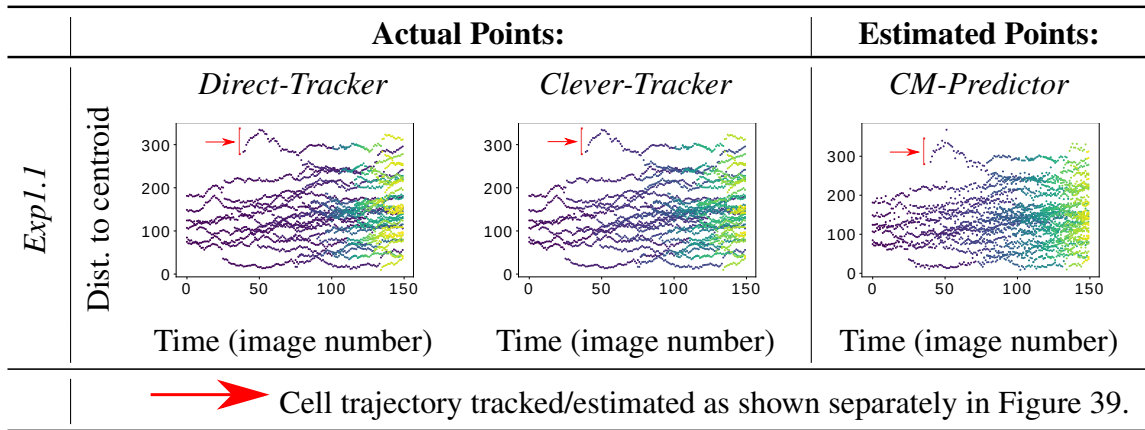 Actual Points: Estimated Points:
Direct-Tracker Clever-Tracker CM-Predictor
Exp1.1
Dist. to centroid
300
200
100
0
0 50 100 150
300
200
100
0
0 50 100 150
300
200
100
0
0 50 100 150
Time (image number) Time (image number) Time (image number)
Cell trajectory tracked/estimated as shown separately in Figure 39.